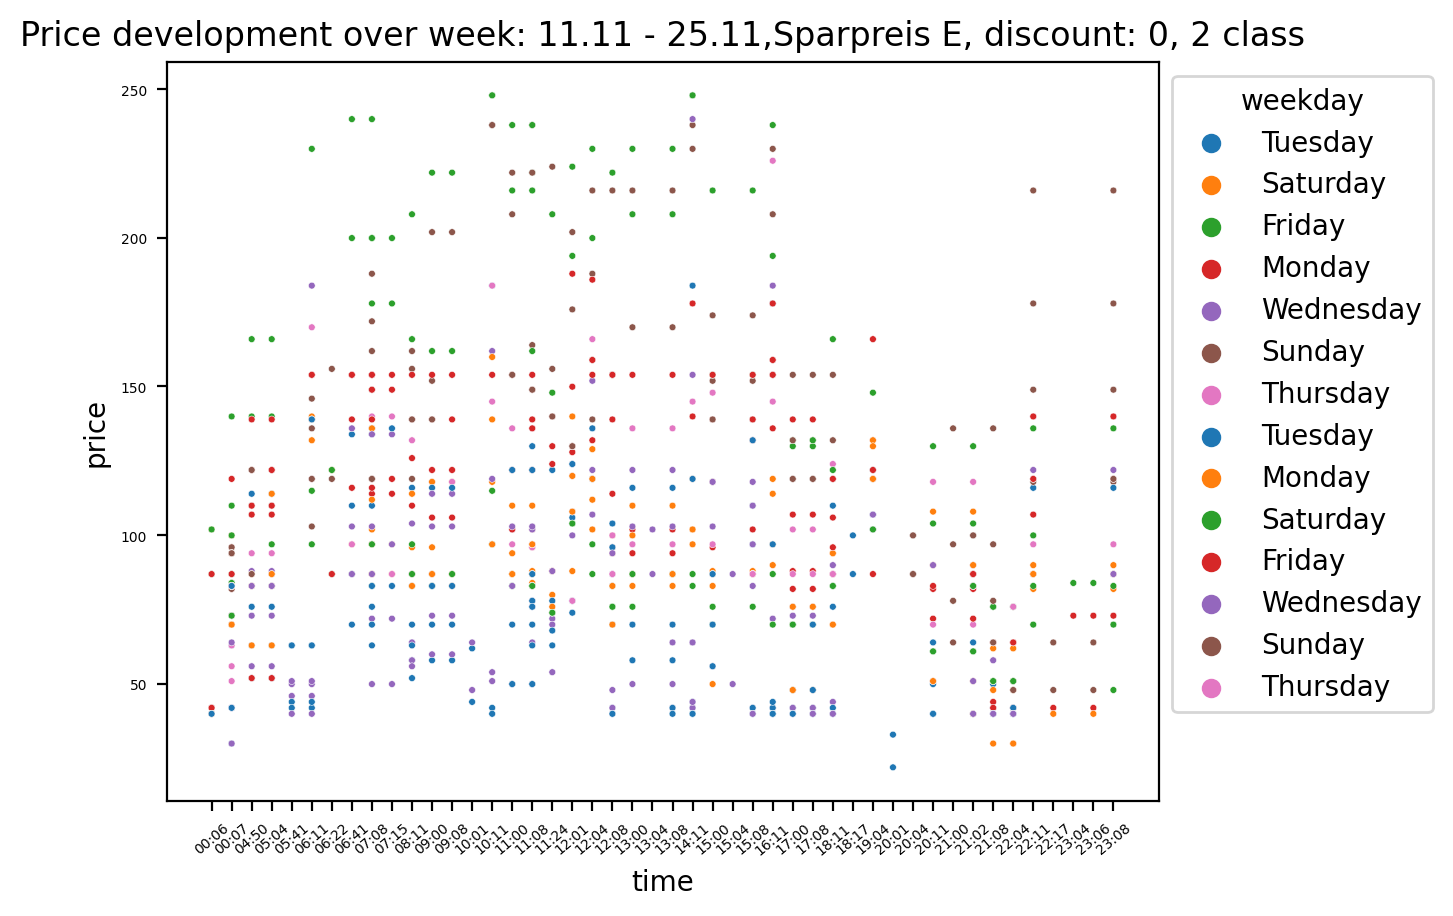 Price development over week: 11.11 - 25.11,Sparpreis E, discount: 0, 2 class
250
200
150
100
50
price
00:06
00:07
04:50
05:04
05:41
06:11
06:22
06:41
07:08
07:15
08:11
09:00
09:08
10:01
10:11
11:00
11:08
11:24
12:04
12:08
13:00
13:04
13:08
14:11
15:00
15:04
15:08
16:11
17:00
17:08
18:11
18:17
19:04
20:01
20:04
20:11
21:00
21:02
21:08
22:04
22:11
22:17
23:04
23:06
23:08
time
weekday
Tuesday
Saturday
Friday
Monday
Wednesday
Sunday
Thursday
Tuesday
Monday
Saturday
Friday
Wednesday
Sunday
Thursday